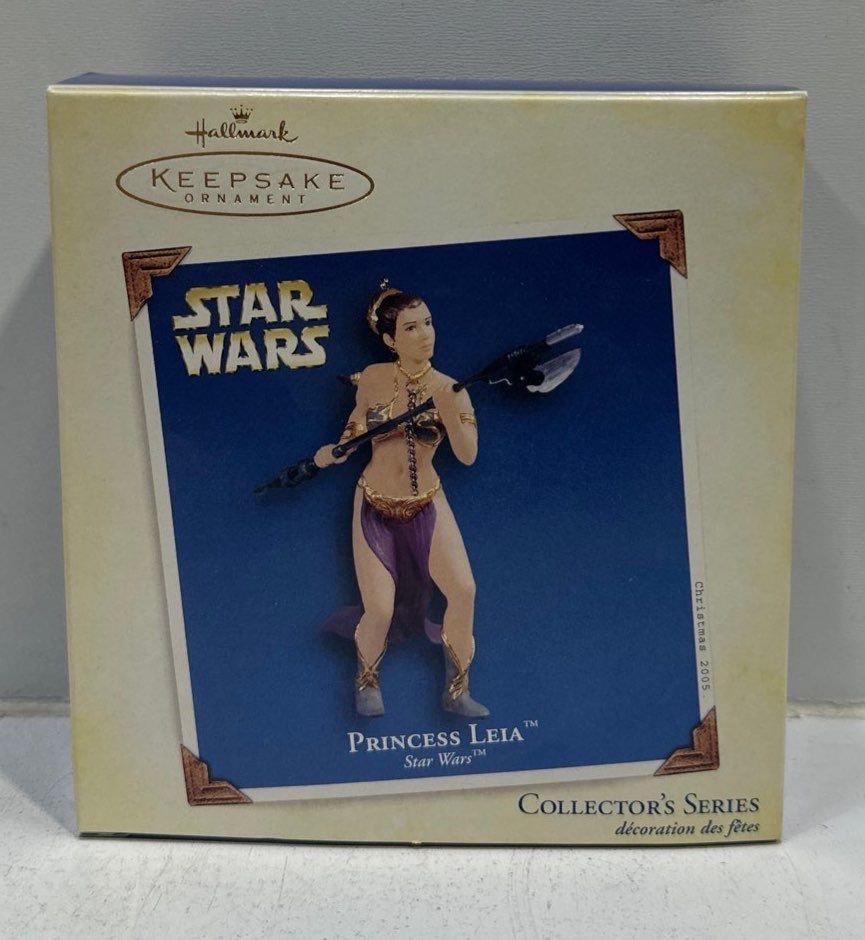 Hallmark
KEEPSAKE
ORNAMENT
STAR
WARS
Christmas 2005.
PRINCESS LEIA™
Star Wars™
COLLECTOR'S SERIES
décoration des fêtes